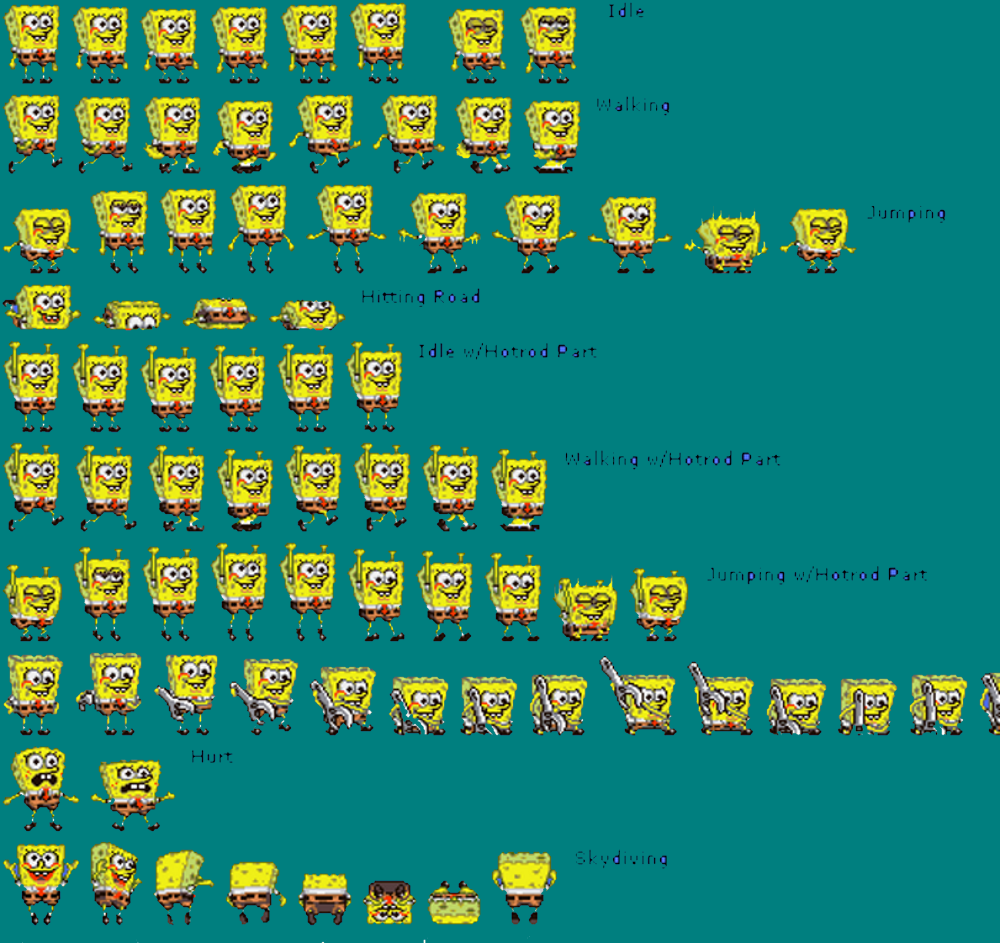 Idle
Walking
Jumping
Hitting Road
Idle w/Hotrod Part
Walking w/Hotrod Part
Jumping w/Hotrod Part
Hurt
Skydiving